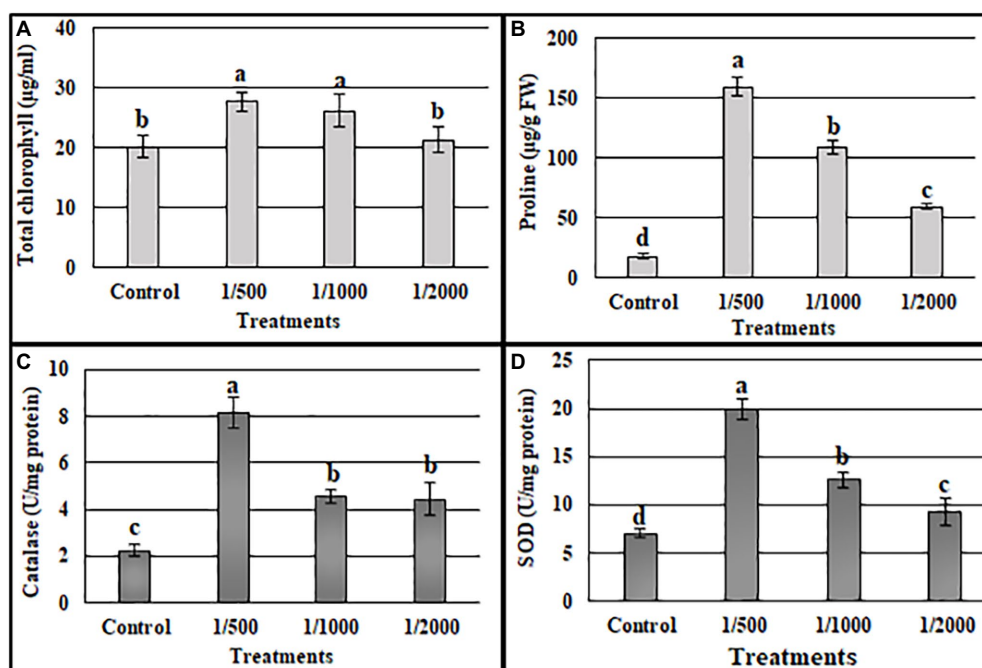 A
Total chlorophyll (µg/ml)
40
30
20
10
0
b
a
a
b
Control 1/500 1/1000 1/2000
Treatments
B
Proline (µg/g FW)
200
150
100
50
0
d
a
b
c
Control 1/500 1/1000 1/2000
Treatments
C
Catalase (U/mg protein)
10
8
6
4
2
0
c
a
b
b
Control 1/500 1/1000 1/2000
Treatments
D
SOD (U/mg protein)
25
20
15
10
5
0
d
a
b
c
Control 1/500 1/1000 1/2000
Treatments